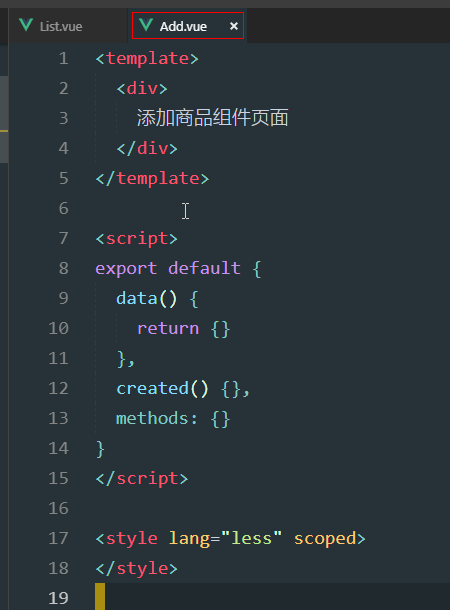 List.vue
Add.vue ×
1 <template>
2 <div>
3 添加商品组件页面
4 </div>
5 </template>
6
7 <script>
8 export default {
9 data() {
10 return {}
11 },
12 created() {},
13 methods: {}
14 }
15 </script>
16
17 <style lang="less" scoped>
18 </style>
19